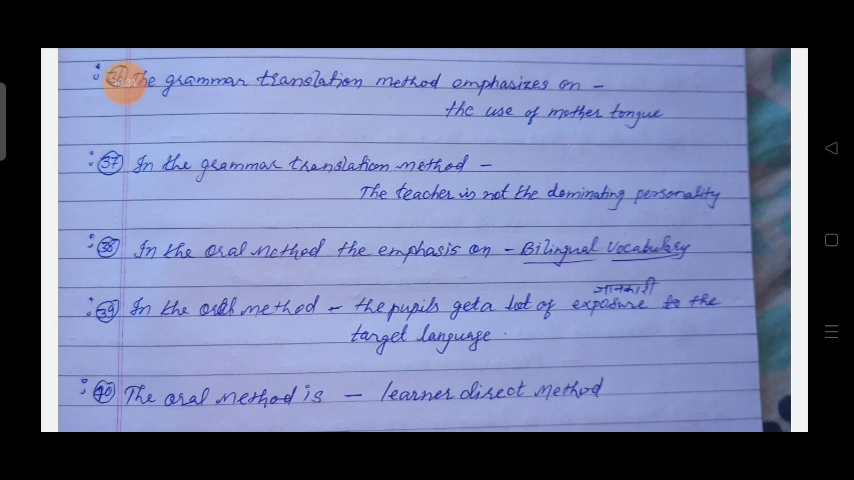 The grammar translation method emphasizes on -
the use of mother tongue
37 In the grammar translation method -
The teacher is not the dominating personality
38 In the oral method the emphasis on - Bilingual Vocabulary
जानकारी
39 In the oral method - the pupils get a lot of exposure to the
target language.
40 The oral method is - learner direct method